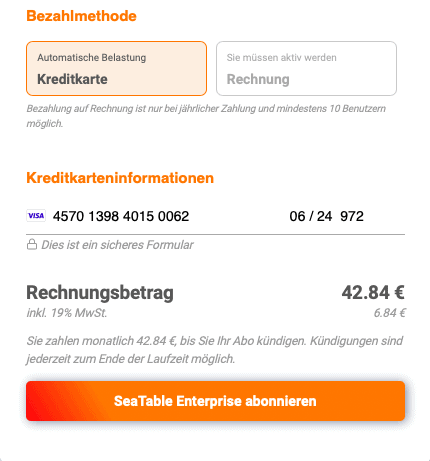 Bezahlmethode
Automatische Belastung
Kreditkarte
Sie müssen aktiv werden
Rechnung
Bezahlung auf Rechnung ist nur bei jährlicher Zahlung und mindestens 10 Benutzern
möglich.
Kreditkarteninformationen
VISA 4570 1398 4015 0062 06 / 24 972
Dies ist ein sicheres Formular
Rechnungsbetrag 42.84 €
inkl. 19% MwSt. 6.84 €
Sie zahlen monatlich 42.84 €, bis Sie Ihr Abo kündigen. Kündigungen sind
jederzeit zum Ende der Laufzeit möglich.
SeaTable Enterprise abonnieren